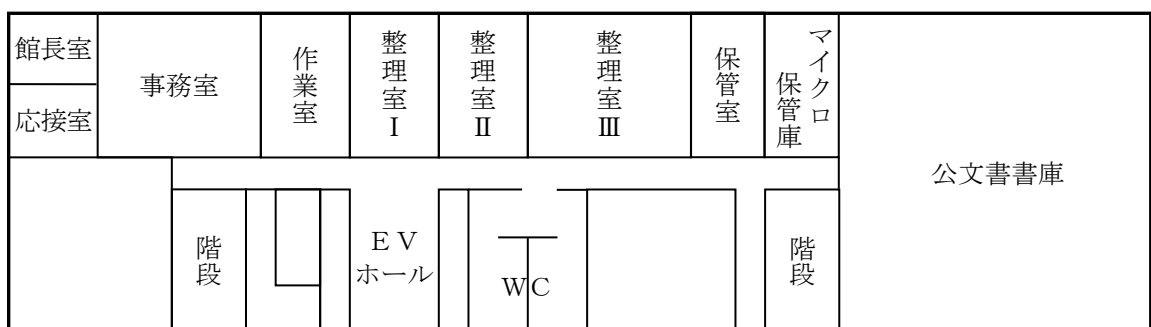 館長室
応接室
事務室
作業室
整理室Ⅰ
整理室Ⅱ
整理室Ⅲ
保管室
マイクロ
保管庫
公文書書庫
階段
ＥＶ
ホール
ＷＣ
階段